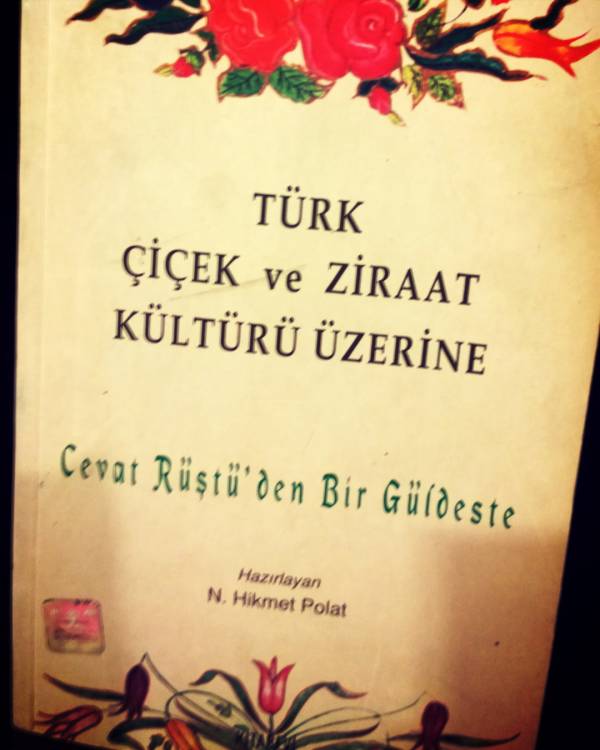 TÜRK
ÇİÇEK ve ZİRAAT
KÜLTÜRÜ ÜZERİNE
Cevat Rüştü'den Bir Güldeste
Hazırlayan
N. Hikmet Polat